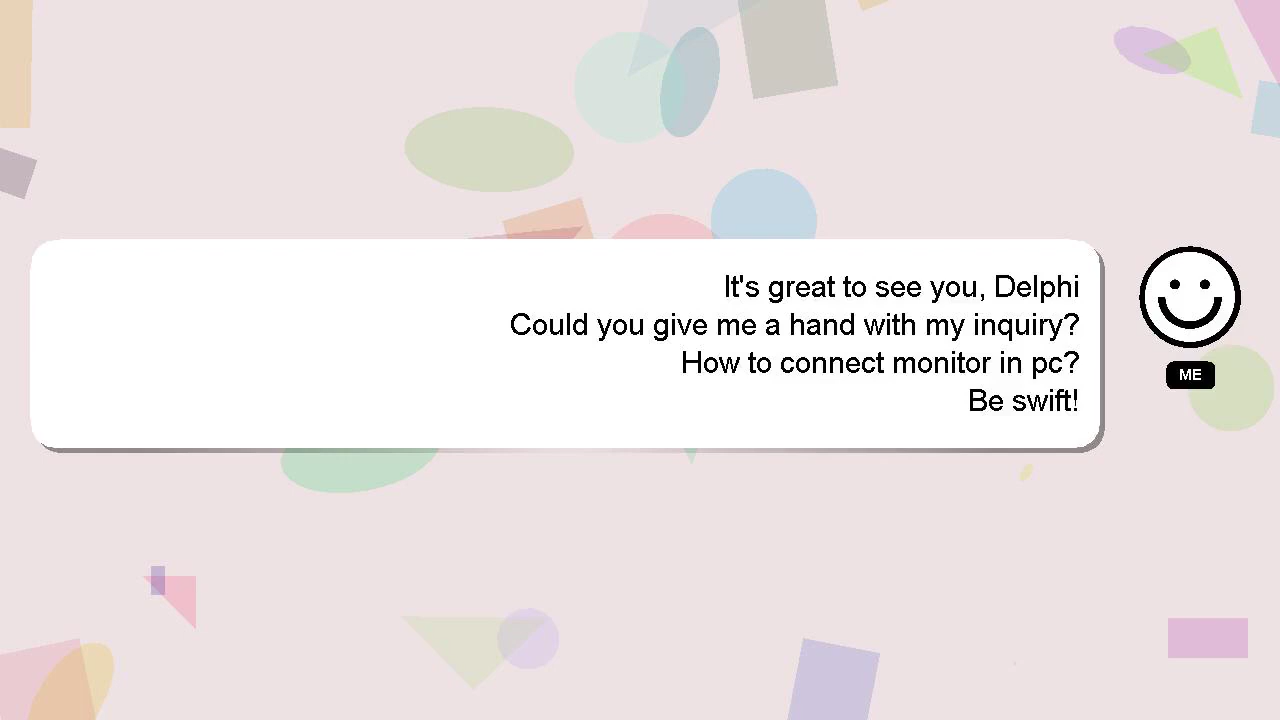 It's great to see you, Delphi
Could you give me a hand with my inquiry?
How to connect monitor in pc?
Be swift!
ME